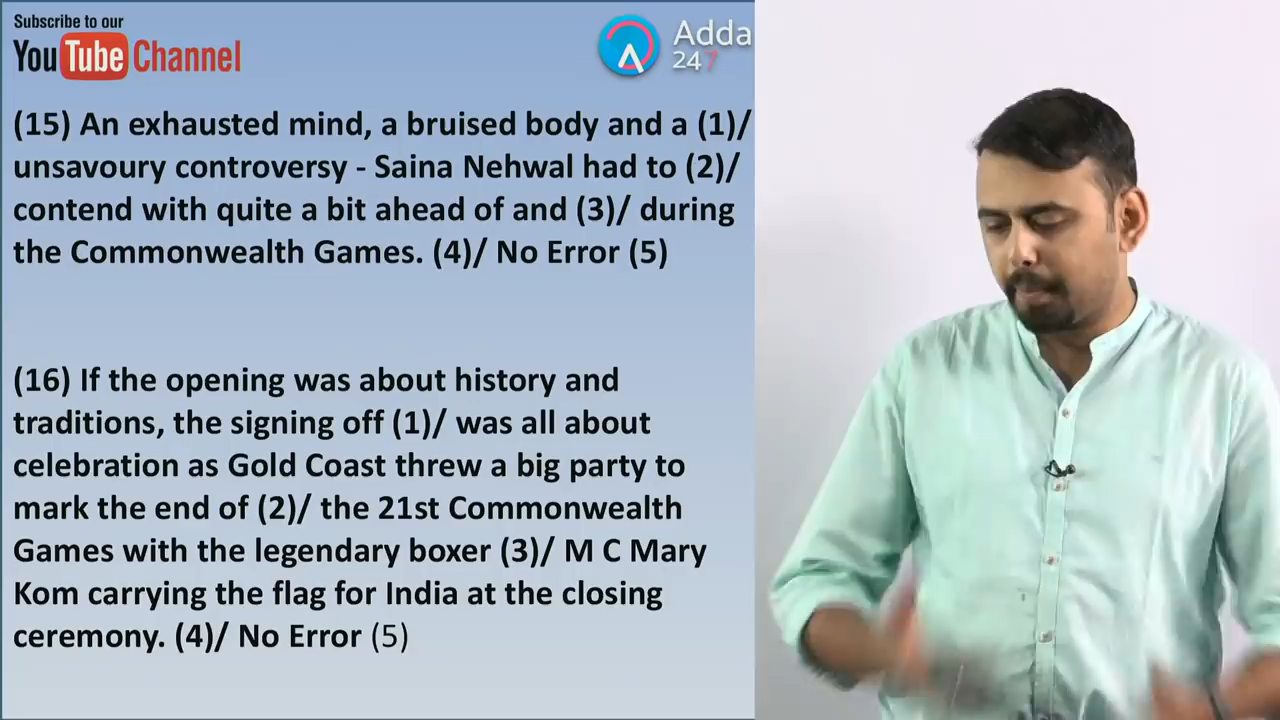 Subscribe to our
YouTube Channel
Adda
247
(15) An exhausted mind, a bruised body and a (1)/
unsavoury controversy - Saina Nehwal had to (2)/
contend with quite a bit ahead of and (3)/ during
the Commonwealth Games. (4)/ No Error (5)
(16) If the opening was about history and
traditions, the signing off (1)/ was all about
celebration as Gold Coast threw a big party to
mark the end of (2)/ the 21st Commonwealth
Games with the legendary boxer (3)/ M C Mary
Kom carrying the flag for India at the closing
ceremony. (4)/ No Error (5)